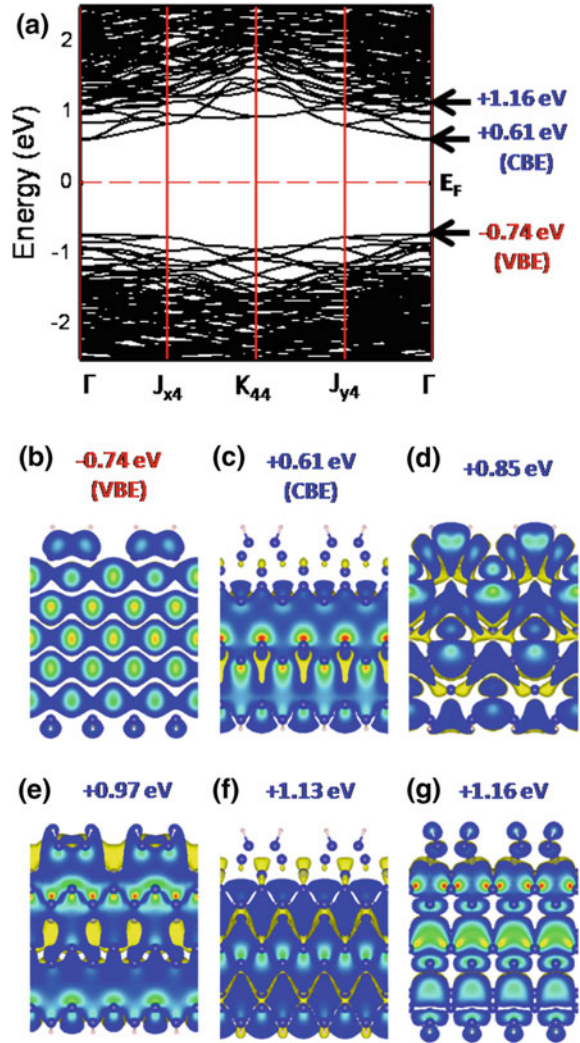 (a)
2
1
0
-1
-2
Energy (eV)
+1.16 eV
+0.61 eV
(CBE)
E_F
−0.74 eV
(VBE)
Γ J_x4 K_44 J_y4 Γ
(b) −0.74 eV
(VBE)
(c) +0.61 eV
(CBE)
(d) +0.85 eV
(e) +0.97 eV
(f) +1.13 eV
(g) +1.16 eV